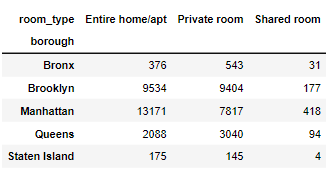 room_type Entire home/apt Private room Shared room
borough
Bronx 376 543 31
Brooklyn 9534 9404 177
Manhattan 13171 7817 418
Queens 2088 3040 94
Staten Island 175 145 4